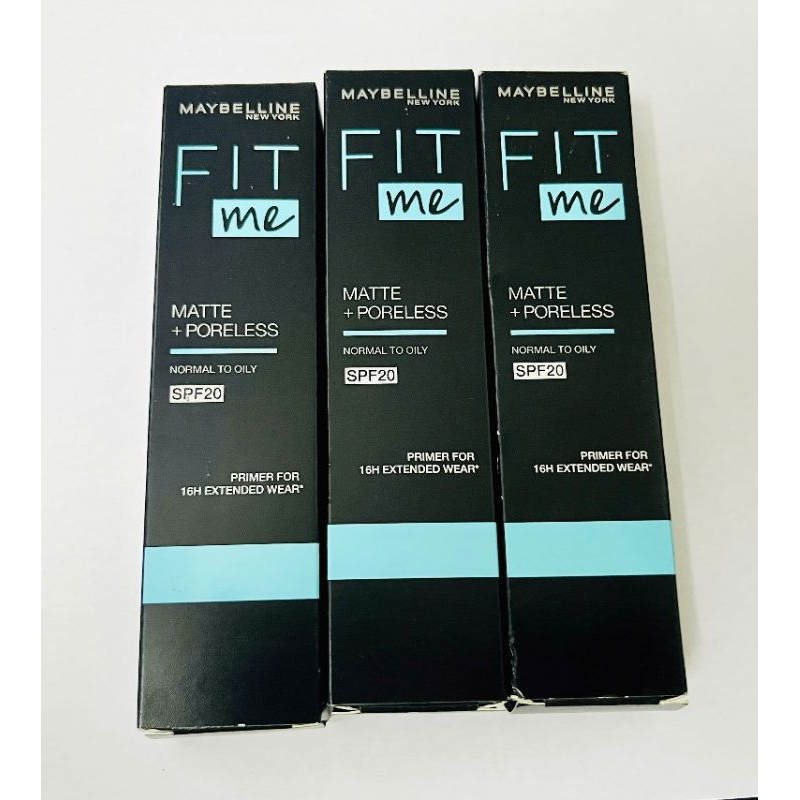 MAYBELLINE
NEW YORK
FIT
me
MATTE
+ PORELESS
NORMAL TO OILY
SPF20
PRIMER FOR
16H EXTENDED WEAR*
MAYBELLINE
NEW YORK
FIT
me
MATTE
+ PORELESS
NORMAL TO OILY
SPF20
PRIMER FOR
16H EXTENDED WEAR*
MAYBELLINE
NEW YORK
FIT
me
MATTE
+ PORELESS
NORMAL TO OILY
SPF20
PRIMER FOR
16H EXTENDED WEAR*